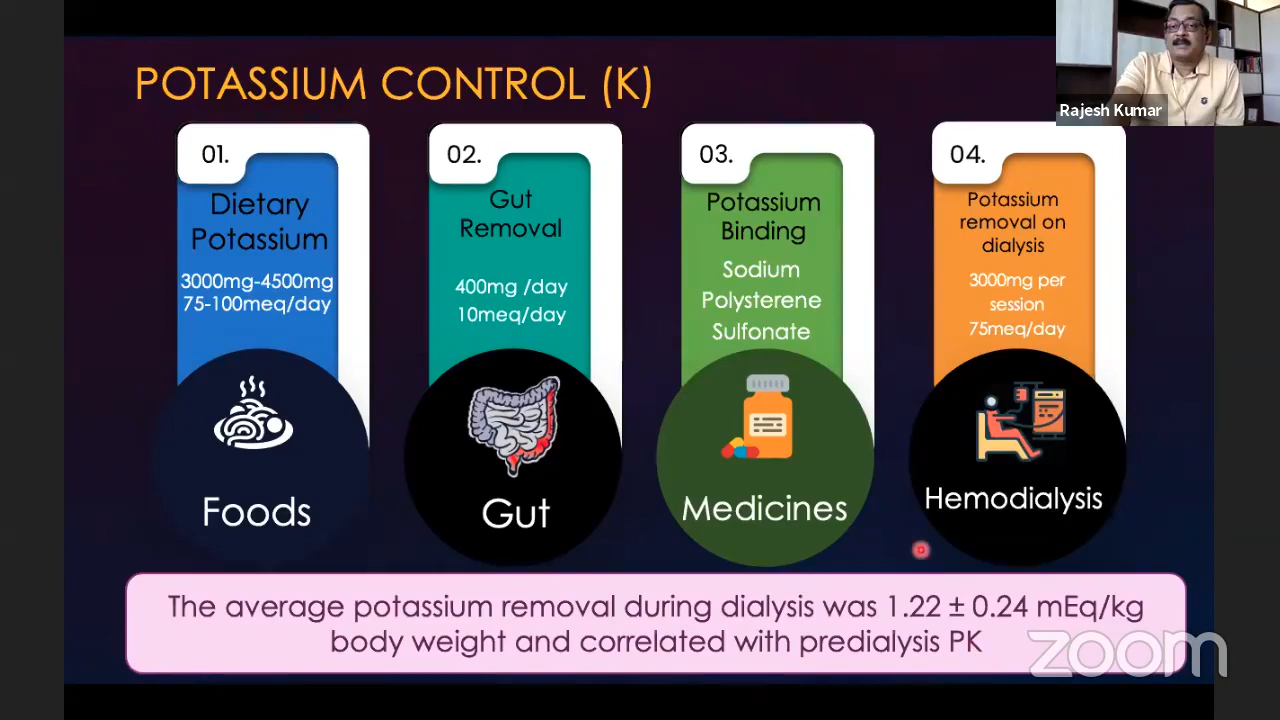 POTASSIUM CONTROL (K)
Rajesh Kumar
01.
Dietary
Potassium
3000mg-4500mg
75-100meq/day
Foods
02.
Gut
Removal
400mg /day
10meq/day
Gut
03.
Potassium
Binding
Sodium
Polysterene
Sulfonate
Medicines
04.
Potassium
removal on
dialysis
3000mg per
session
75meq/day
Hemodialysis
The average potassium removal during dialysis was 1.22 ± 0.24 mEq/kg
body weight and correlated with predialysis PK
zoom